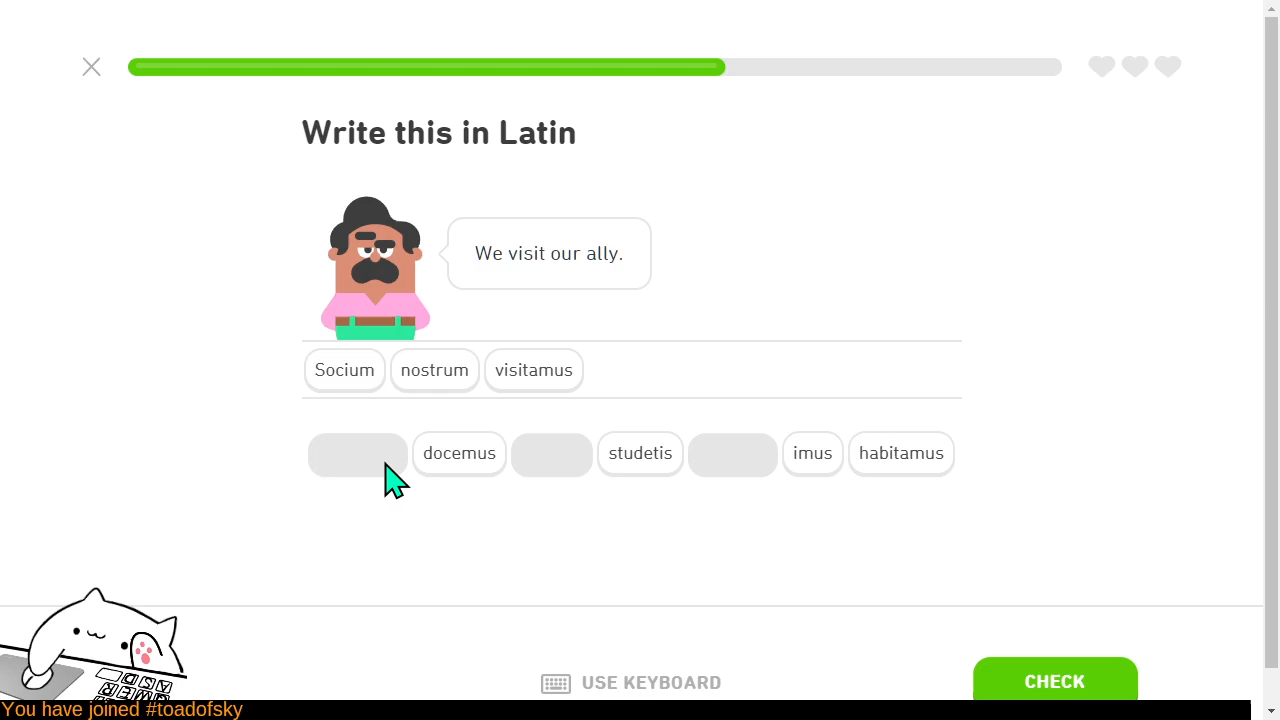 Write this in Latin
We visit our ally.
Socium nostrum visitamus
docemus studetis imus habitamus
USE KEYBOARD CHECK
You have joined #toadofsky